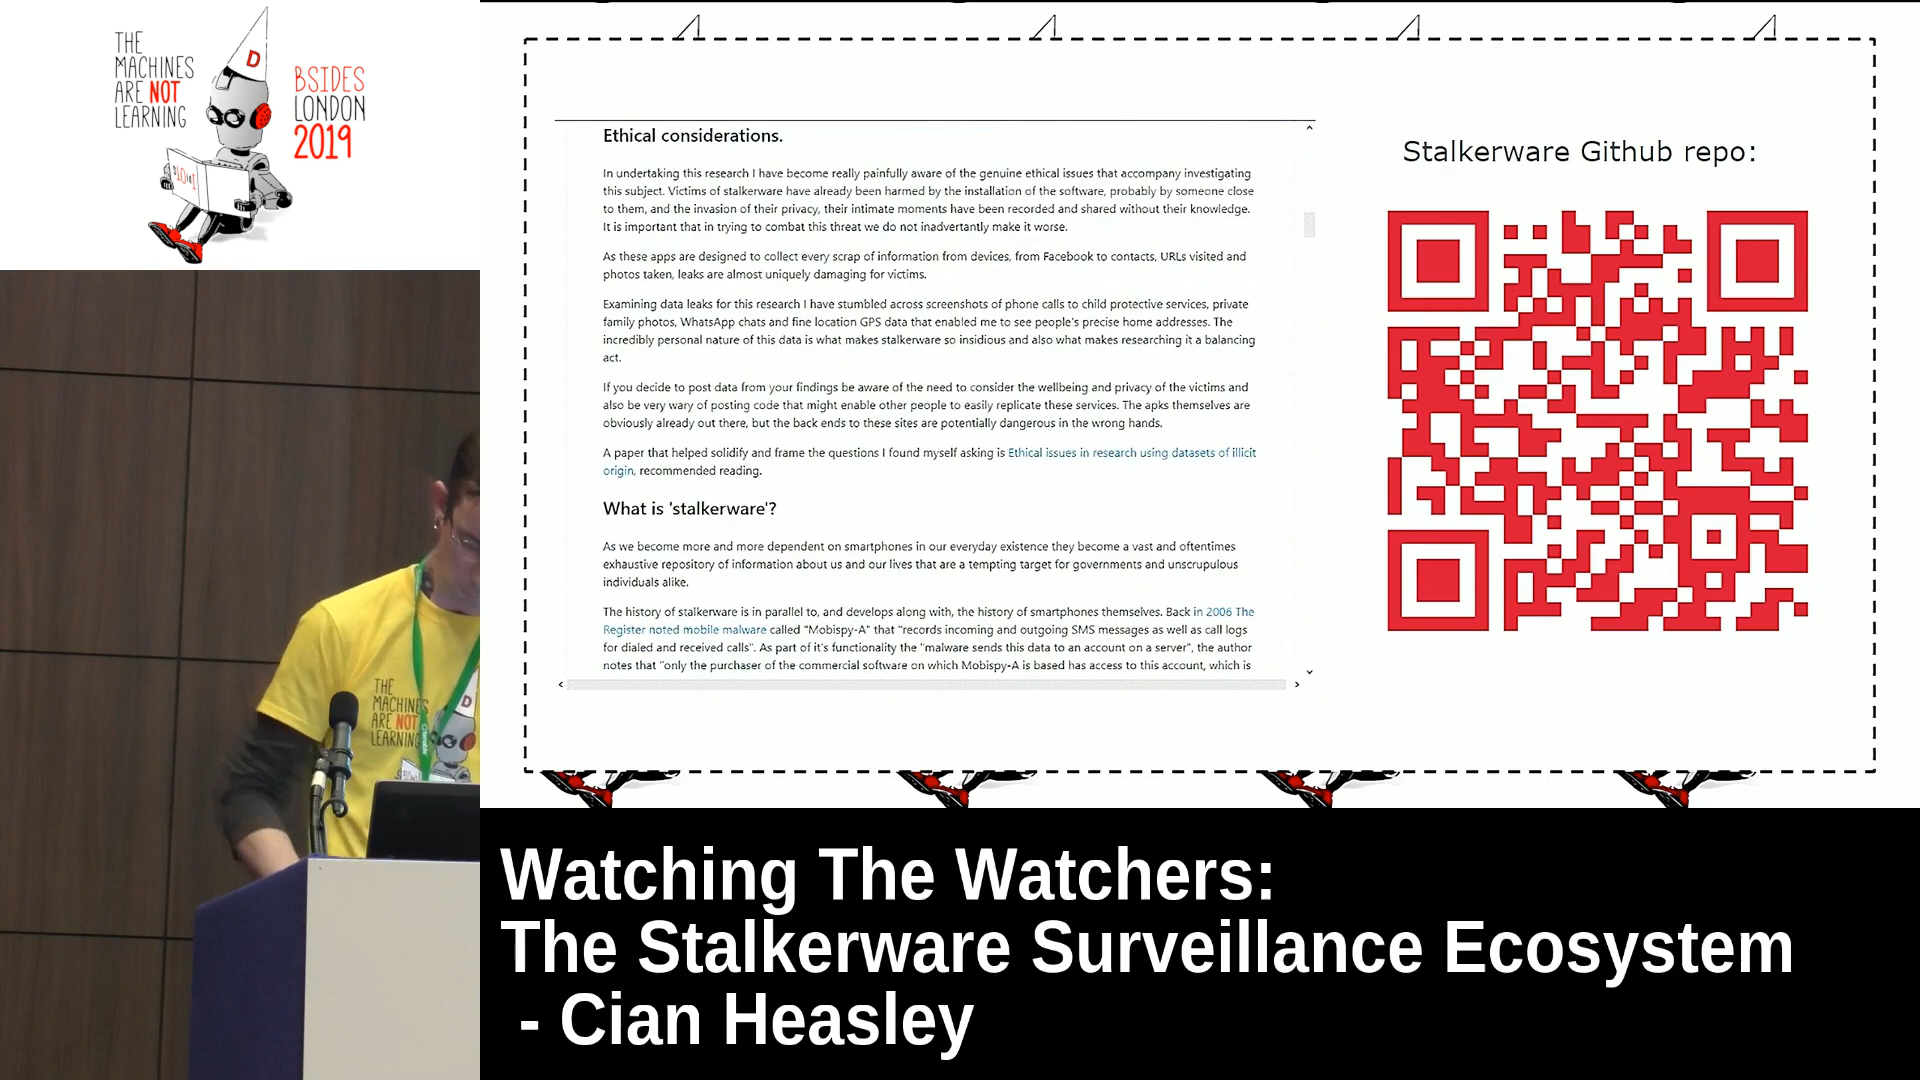 THE
MACHINES
ARE NOT
LEARNING
D
BSIDES
LONDON
2019
THE
MACHINES
ARE NOT
LEARNING
D
Ethical considerations.
In undertaking this research I have become really painfully aware of the genuine ethical issues that accompany investigating
this subject. Victims of stalkerware have already been harmed by the installation of the software, probably by someone close
to them, and the invasion of their privacy, their intimate moments have been recorded and shared without their knowledge.
It is important that in trying to combat this threat we do not inadvertantly make it worse.
As these apps are designed to collect every scrap of information from devices, from Facebook to contacts, URLs visited and
photos taken, leaks are almost uniquely damaging for victims.
Examining data leaks for this research I have stumbled across screenshots of phone calls to child protective services, private
family photos, WhatsApp chats and fine location GPS data that enabled me to see people's precise home addresses. The
incredibly personal nature of this data is what makes stalkerware so insidious and also what makes researching it a balancing
act.
If you decide to post data from your findings be aware of the need to consider the wellbeing and privacy of the victims and
also be very wary of posting code that might enable other people to easily replicate these services. The apks themselves are
obviously already out there, but the back ends to these sites are potentially dangerous in the wrong hands.
A paper that helped solidify and frame the questions I found myself asking is Ethical issues in research using datasets of illicit
origin, recommended reading.
What is 'stalkerware'?
As we become more and more dependent on smartphones in our everyday existence they become a vast and oftentimes
exhaustive repository of information about us and our lives that are a tempting target for governments and unscrupulous
individuals alike.
The history of stalkerware is in parallel to, and develops along with, the history of smartphones themselves. Back in 2006 The
Register noted mobile malware called "Mobispy-A" that "records incoming and outgoing SMS messages as well as call logs
for dialed and received calls". As part of it's functionality the "malware sends this data to an account on a server", the author
notes that "only the purchaser of the commercial software on which Mobispy-A is based has access to this account, which is
Stalkerware Github repo:
Watching The Watchers:
The Stalkerware Surveillance Ecosystem
- Cian Heasley